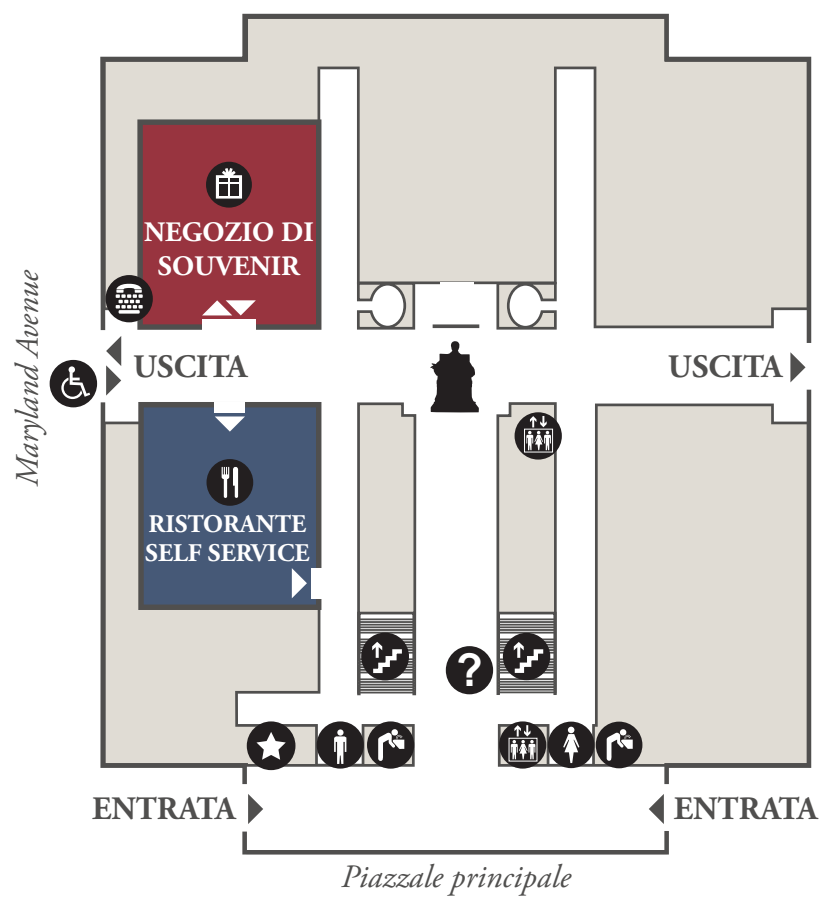 NEGOZIO DI
SOUVENIR
Maryland Avenue
USCITA
USCITA
RISTORANTE
SELF SERVICE
?
ENTRATA
ENTRATA
Piazzale principale